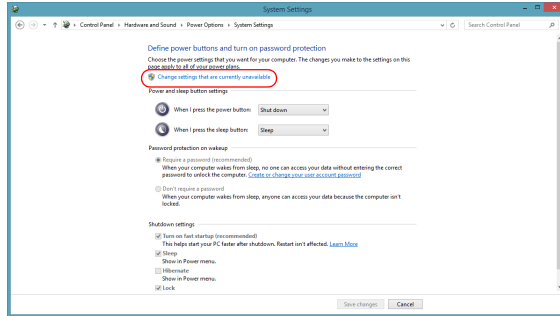 System Settings
Control Panel ▸ Hardware and Sound ▸ Power Options ▸ System Settings
Search Control Panel
Define power buttons and turn on password protection
Choose the power settings that you want for your computer. The changes you make to the settings on this
page apply to all of your power plans.
Change settings that are currently unavailable
Power and sleep button settings
When I press the power button: Shut down
When I press the sleep button: Sleep
Password protection on wakeup
Require a password (recommended)
When your computer wakes from sleep, no one can access your data without entering the correct
password to unlock the computer. Create or change your user account password
Don't require a password
When your computer wakes from sleep, anyone can access your data because the computer isn't
locked.
Shutdown settings
Turn on fast startup (recommended)
This helps start your PC faster after shutdown. Restart isn't affected. Learn More
Sleep
Show in Power menu.
Hibernate
Show in Power menu.
Lock
Save changes Cancel